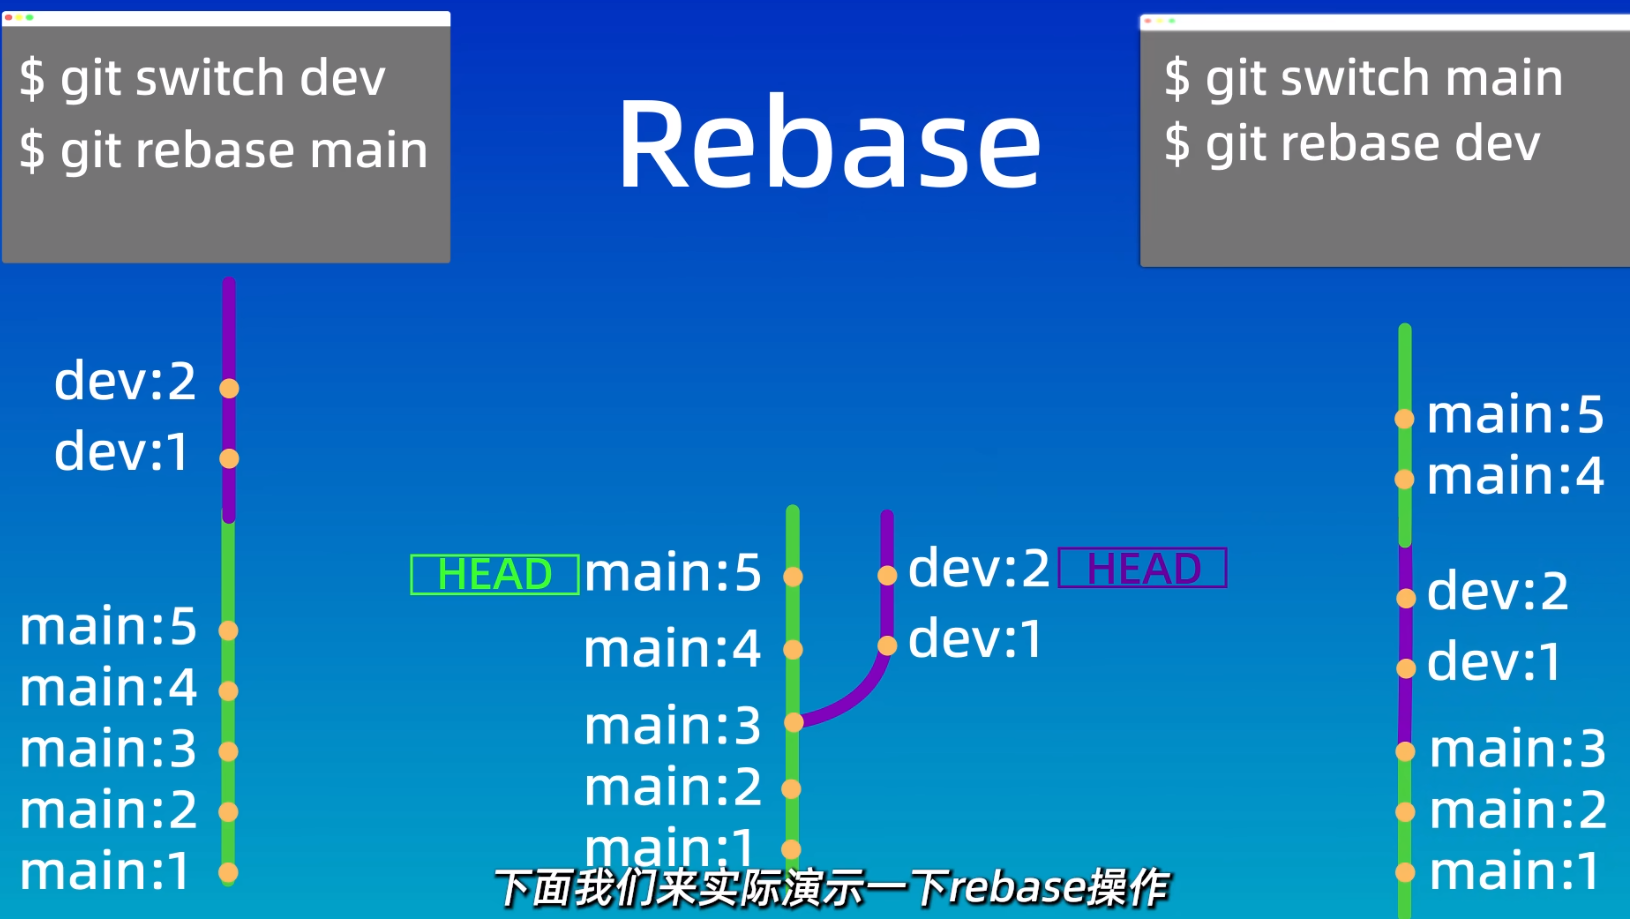 $ git switch dev
$ git rebase main
Rebase
$ git switch main
$ git rebase dev
dev:2
dev:1
main:5
main:4
main:3
main:2
main:1
HEAD
main:5
main:4
main:3
main:2
main:1
dev:2
HEAD
dev:1
main:5
main:4
dev:2
dev:1
main:3
main:2
main:1
下面我们来实际演示一下rebase操作